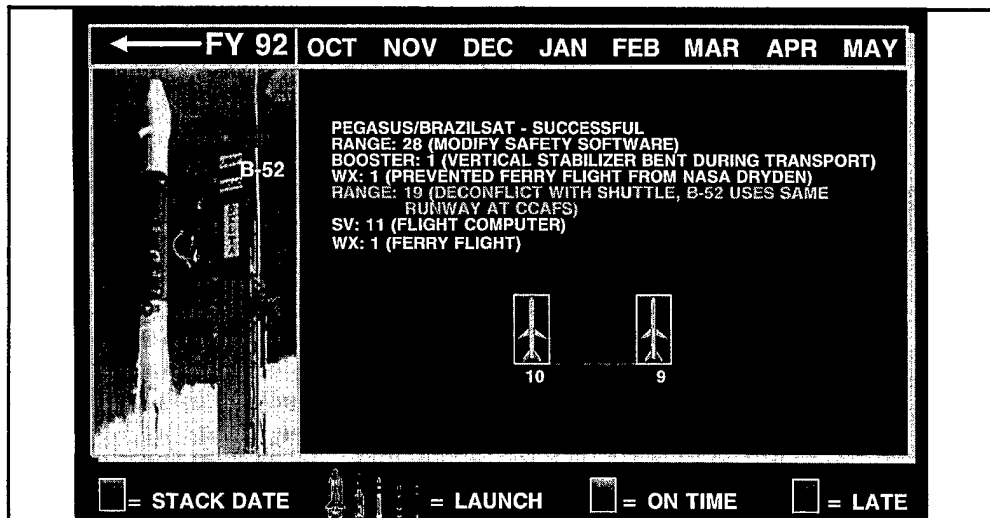 FY 92 OCT NOV DEC JAN FEB MAR APR MAY
B-52
PEGASUS/BRAZILSAT - SUCCESSFUL
RANGE: 28 (MODIFY SAFETY SOFTWARE)
BOOSTER: 1 (VERTICAL STABILIZER BENT DURING TRANSPORT)
WX: 1 (PREVENTED FERRY FLIGHT FROM NASA DRYDEN)
RANGE: 19 (DECONFLICT WITH SHUTTLE, B-52 USES SAME
RUNWAY AT CCAFS)
SV: 11 (FLIGHT COMPUTER)
WX: 1 (FERRY FLIGHT)
10 9
= STACK DATE = LAUNCH = ON TIME = LATE